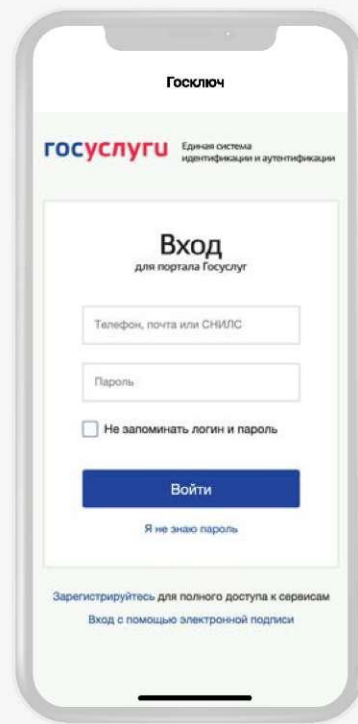 Госключ
госуслуги
Единая система
идентификации и аутентификации
Вход
для портала Госуслуг
Телефон, почта или СНИЛС
Пароль
Не запоминать логин и пароль
Войти
Я не знаю пароль
Зарегистрируйтесь для полного доступа к сервисам
Вход с помощью электронной подписи